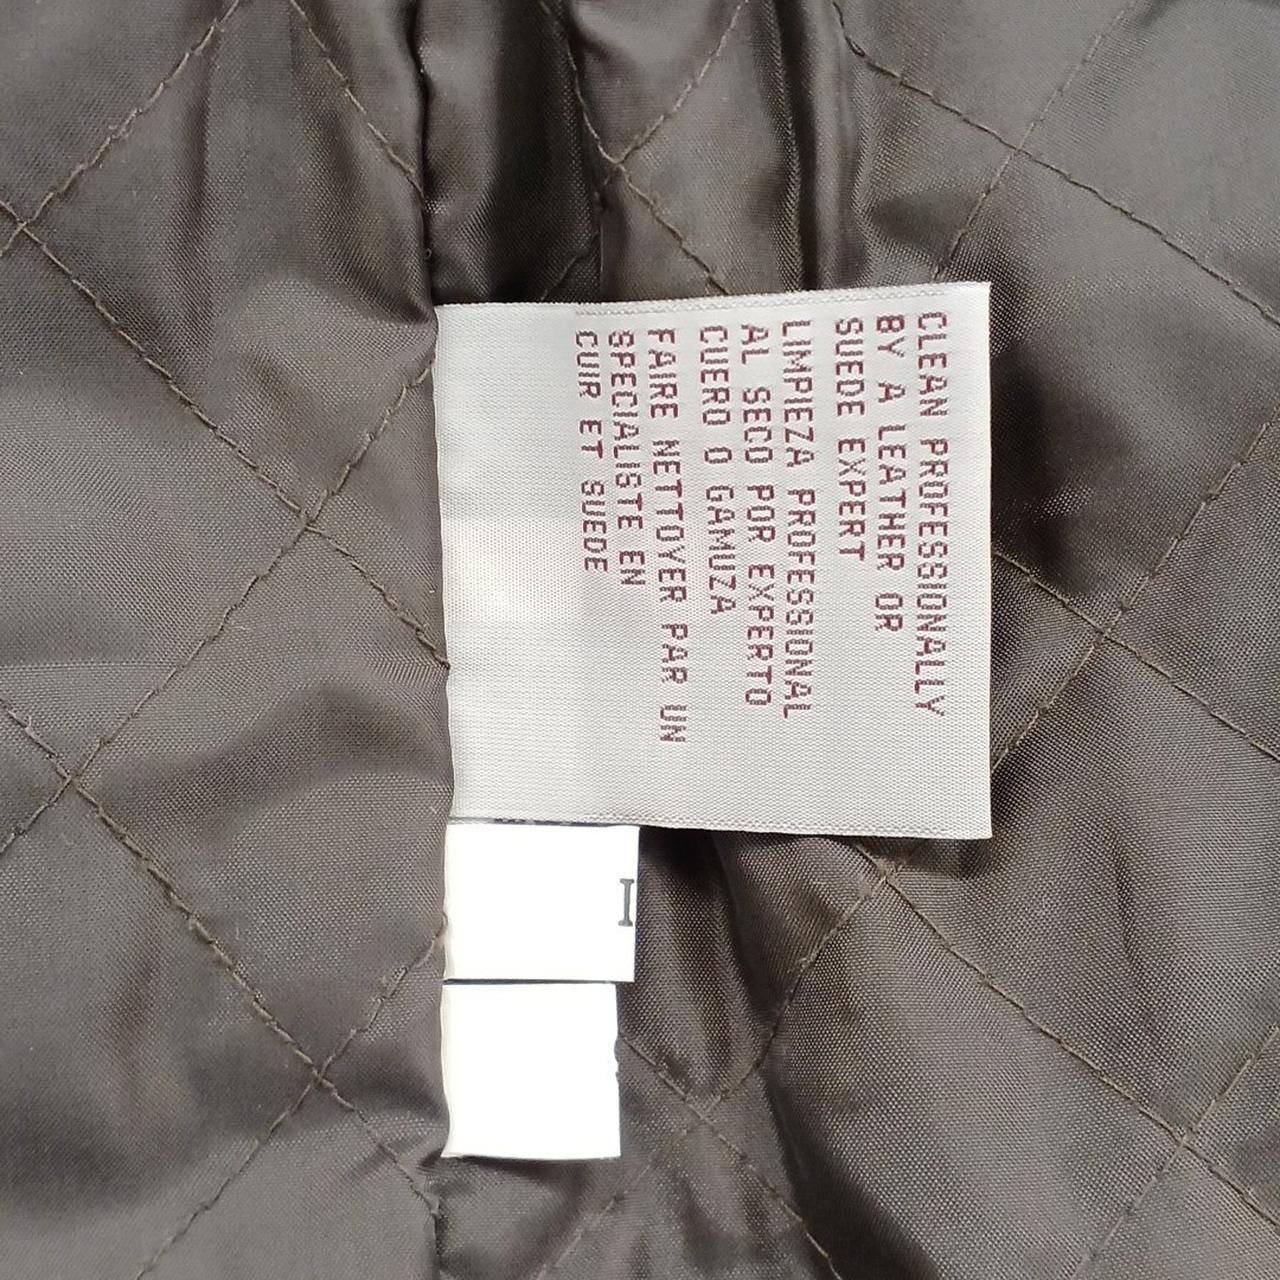 CLEAN PROFESSIONALLY
BY A LEATHER OR
SUEDE EXPERT
LIMPIEZA PROFESSIONAL
AL SECO POR EXPERTO
CUERO O GAMUZA
FAIRE NETTOYER PAR UN
SPECIALISTE EN
CUIR ET SUEDE
I